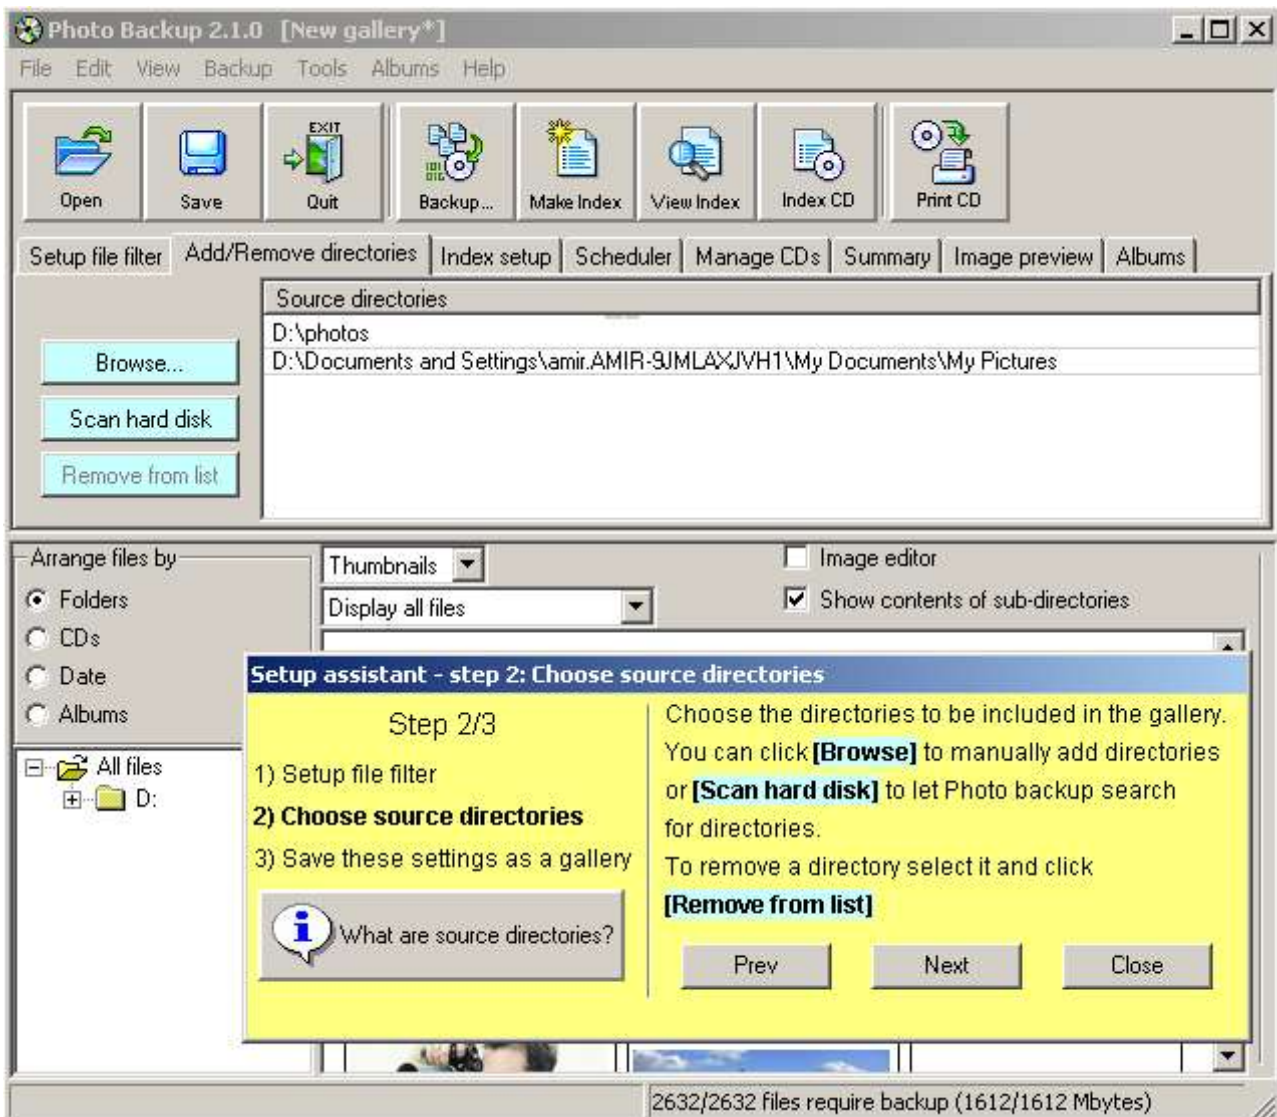 Photo Backup 2.1.0 [New gallery*]
File Edit View Backup Tools Albums Help
EXIT
Open Save Quit Backup... Make Index View Index Index CD Print CD
Setup file filter Add/Remove directories Index setup Scheduler Manage CDs Summary Image preview Albums
Source directories
D:\photos
D:\Documents and Settings\amir.AMIR-9JMLAXJVH1\My Documents\My Pictures
Browse...
Scan hard disk
Remove from list
Arrange files by
Folders
CDs
Date
Albums
Thumbnails
Image editor
Display all files
Show contents of sub-directories
All files
D:
Setup assistant - step 2: Choose source directories
Step 2/3
1) Setup file filter
2) Choose source directories
3) Save these settings as a gallery
What are source directories?
Choose the directories to be included in the gallery.
You can click [Browse] to manually add directories
or [Scan hard disk] to let Photo backup search
for directories.
To remove a directory select it and click
[Remove from list]
Prev Next Close
2632/2632 files require backup (1612/1612 Mbytes)